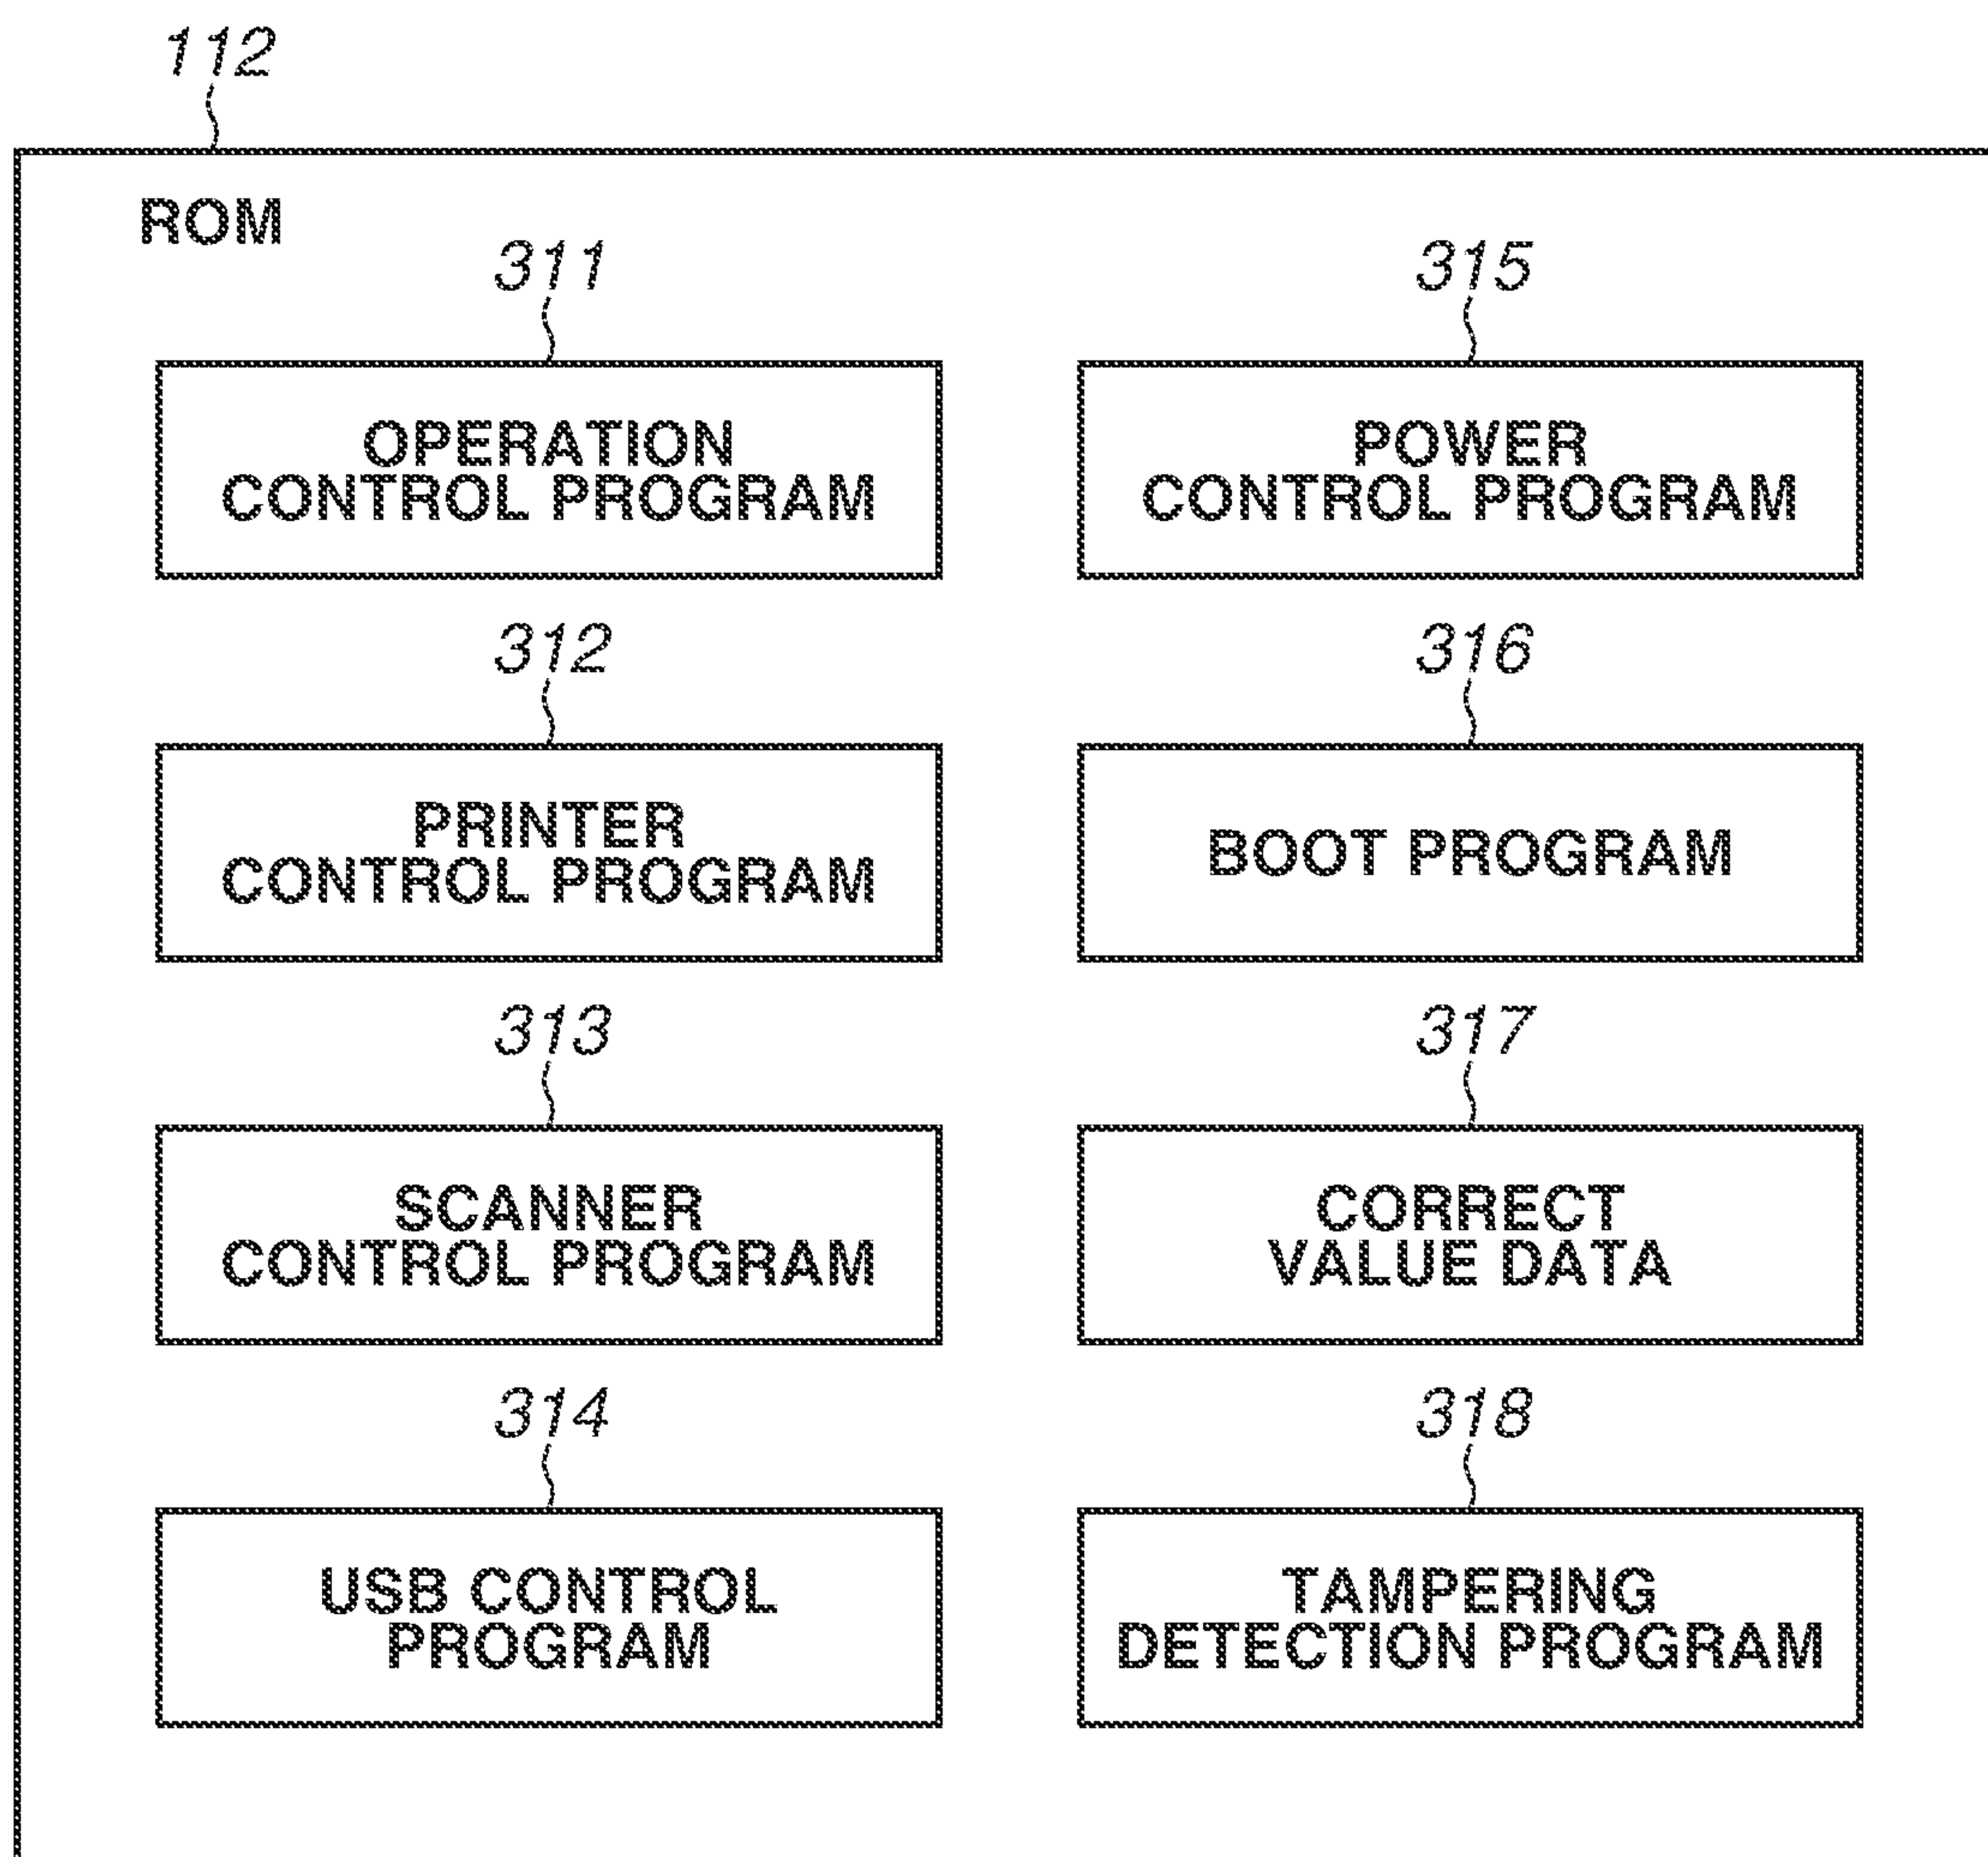 112
ROM
311
OPERATION
CONTROL PROGRAM
315
POWER
CONTROL PROGRAM
312
PRINTER
CONTROL PROGRAM
316
BOOT PROGRAM
313
SCANNER
CONTROL PROGRAM
317
CORRECT
VALUE DATA
314
USB CONTROL
PROGRAM
318
TAMPERING
DETECTION PROGRAM